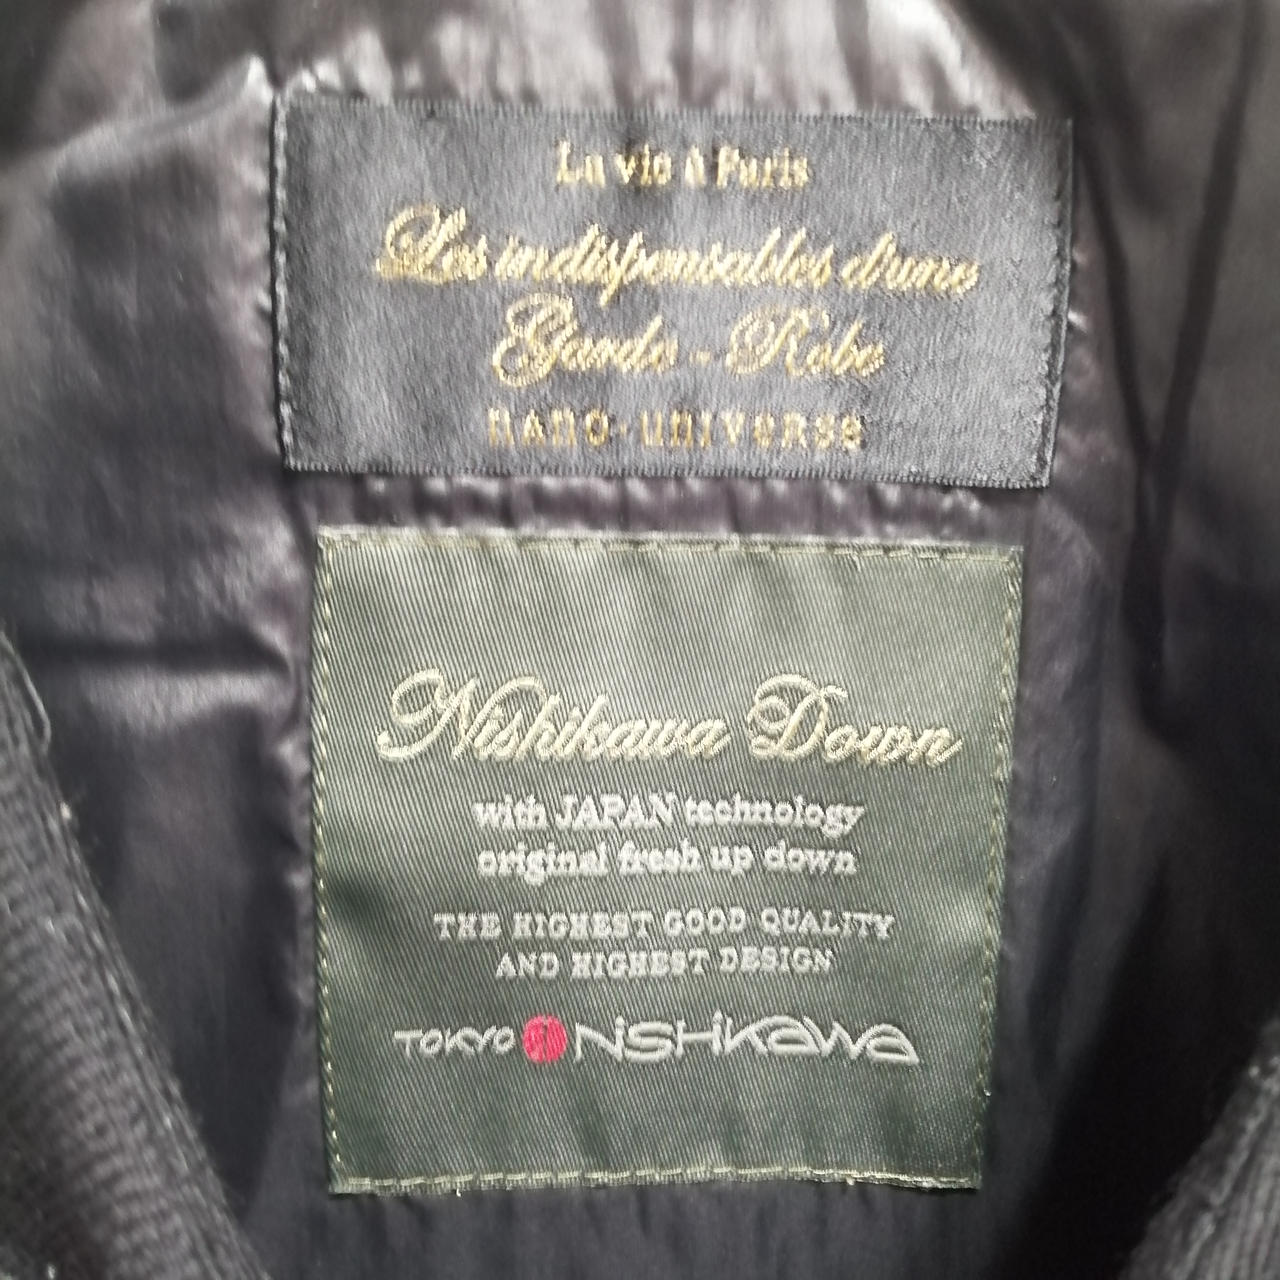 La vie à Paris
Les indispensables d'une
Garde - Robe
nano·universe
Nishikawa Down
with JAPAN technology
original fresh up down
THE HIGHEST GOOD QUALITY
AND HIGHEST DESIGN
TOKYO NiSHiKaWa